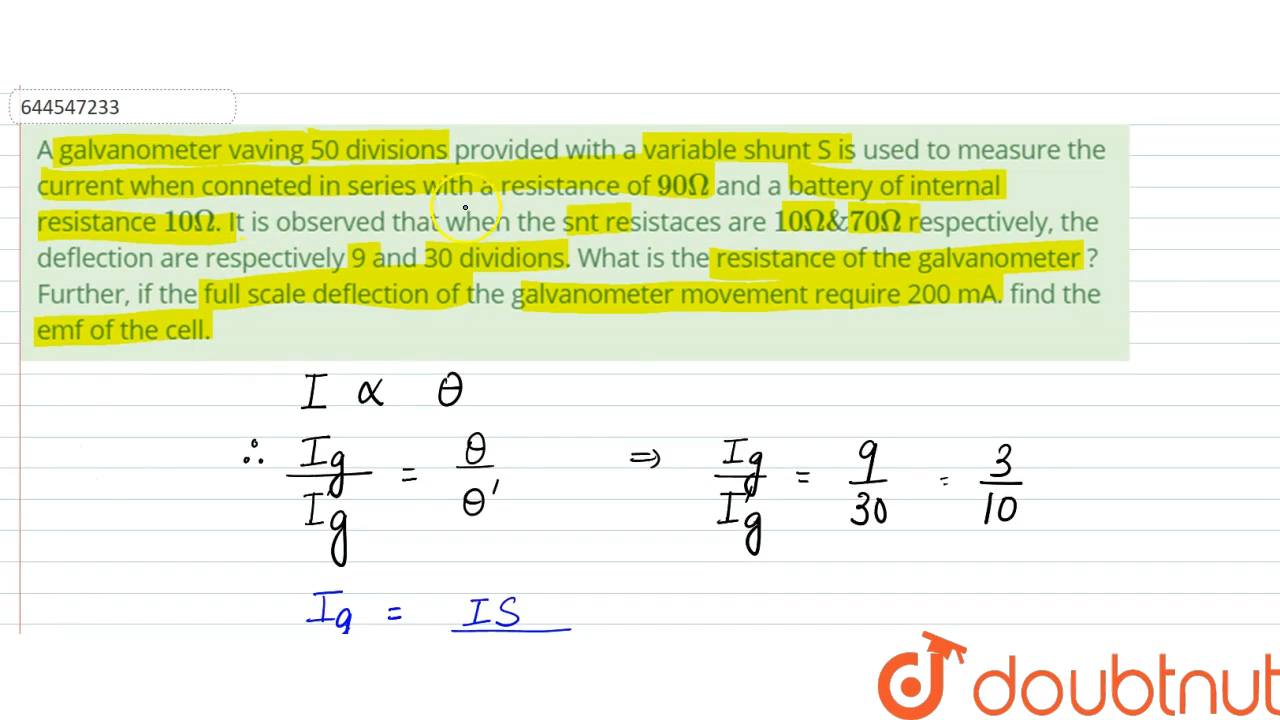 644547233
A galvanometer vaving 50 divisions provided with a variable shunt S is used to measure the
current when conneted in series with a resistance of 90Ω and a battery of internal
resistance 10Ω. It is observed that when the snt resistaces are 10Ω&70Ω respectively, the
deflection are respectively 9 and 30 dividions. What is the resistance of the galvanometer ?
Further, if the full scale deflection of the galvanometer movement require 200 mA. find the
emf of the cell.
I ∝ θ
∴ Ig / I'g = θ / θ' ⇒ Ig / I'g = 9 / 30 = 3 / 10
Ig = IS
doubtnut